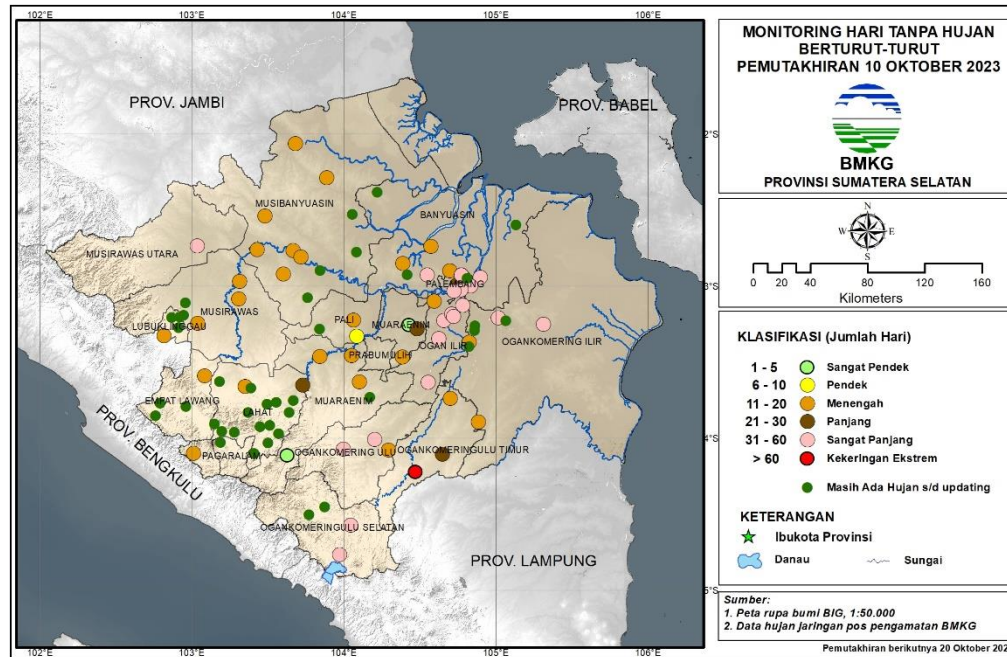 MONITORING HARI TANPA HUJAN
BERTURUT-TURUT
PEMUTAKHIRAN 10 OKTOBER 2023
BMKG
PROVINSI SUMATERA SELATAN
N
W E
S
0 20 40 80 120 160
Kilometers
KLASIFIKASI (Jumlah Hari)
1 - 5 Sangat Pendek
6 - 10 Pendek
11 - 20 Menengah
21 - 30 Panjang
31 - 60 Sangat Panjang
> 60 Kekeringan Ekstrem
Masih Ada Hujan s/d updating
KETERANGAN
Ibukota Provinsi
Danau Sungai
Sumber:
1. Peta rupa bumi BIG, 1:50.000
2. Data hujan jaringan pos pengamatan BMKG
Pemutakhiran berikutnya 20 Oktober 202
102°E 103°E 104°E 105°E 106°E
PROV. JAMBI
PROV. BABEL
2°S
MUSIBANYUASIN
BANYUASIN
MUSIRAWAS UTARA
PALEMBANG
3°S
MUSIRAWAS
LUBUKLINGGAU
PALI
MUARAENIM
OGAN ILIR
OGANKOMERING ILIR
PRABUMULIH
EMPAT LAWANG
LAHAT
MUARAENIM
4°S
PAGARALAM
OGANKOMERING ULU
OGANKOMERINGULU TIMUR
PROV. BENGKULU
OGANKOMERINGULU SELATAN
PROV. LAMPUNG
5°S
102°E 103°E 104°E 105°E 106°E